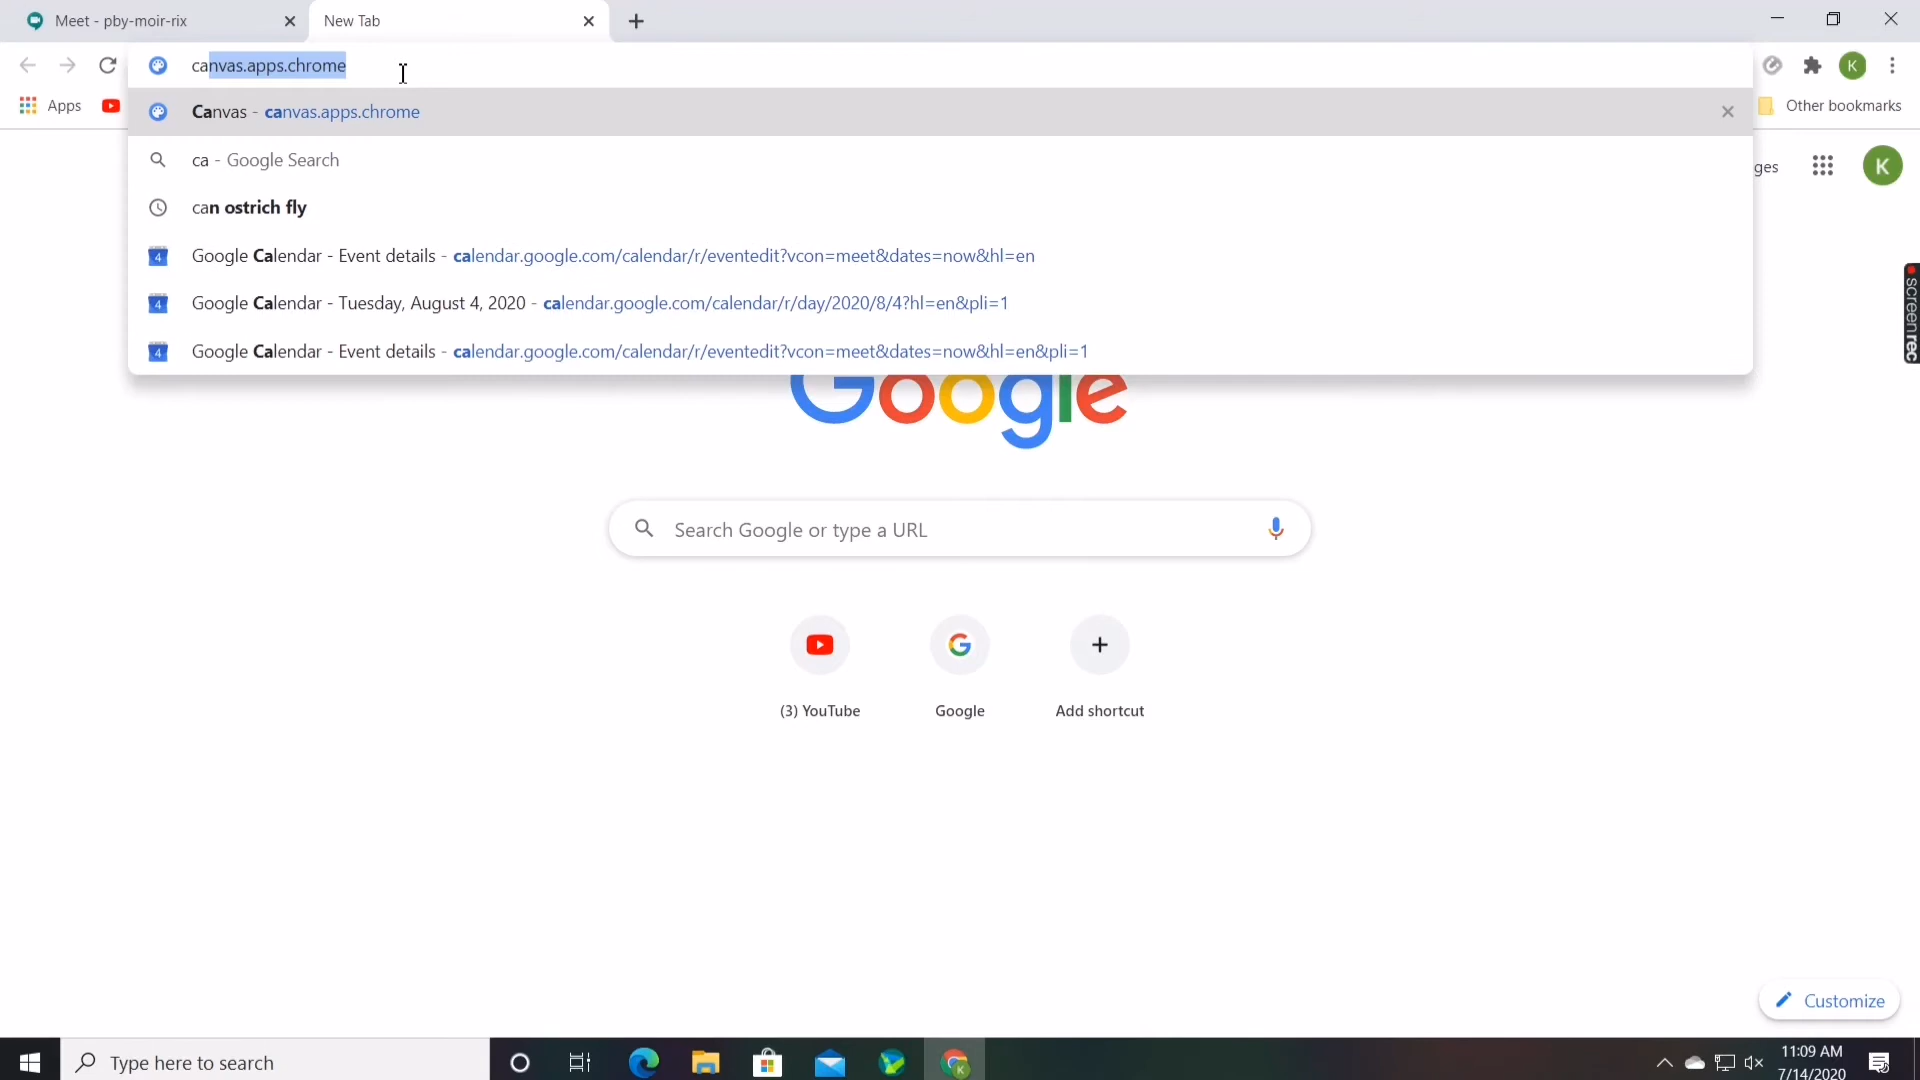 Meet - pby-moir-rix
New Tab
canvas.apps.chrome
K
Apps
Other bookmarks
Canvas - canvas.apps.chrome
ca - Google Search
can ostrich fly
4 Google Calendar - Event details - calendar.google.com/calendar/r/eventedit?vcon=meet&dates=now&hl=en
4 Google Calendar - Tuesday, August 4, 2020 - calendar.google.com/calendar/r/day/2020/8/4?hl=en&pli=1
4 Google Calendar - Event details - calendar.google.com/calendar/r/eventedit?vcon=meet&dates=now&hl=en&pli=1
ges
K
screenrec
Google
Search Google or type a URL
(3) YouTube
Google
Add shortcut
Customize
Type here to search
K
11:09 AM
7/14/2020